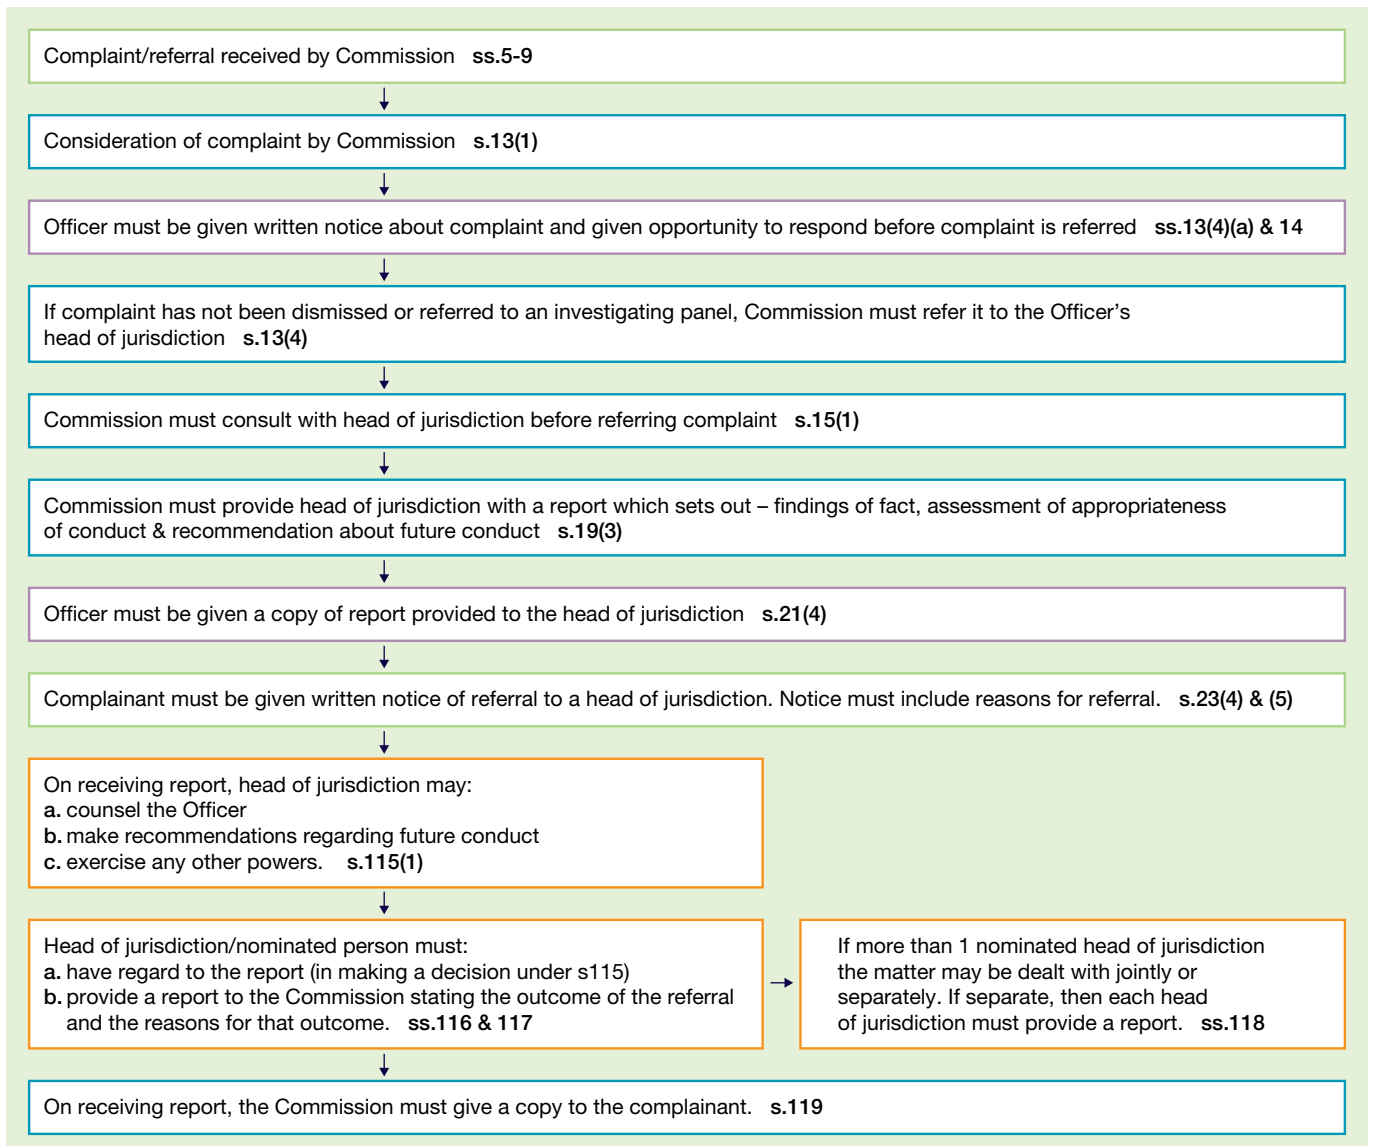 Complaint/referral received by Commission ss.5-9
Consideration of complaint by Commission s.13(1)
Officer must be given written notice about complaint and given opportunity to respond before complaint is referred ss.13(4)(a) & 14
If complaint has not been dismissed or referred to an investigating panel, Commission must refer it to the Officer's
head of jurisdiction s.13(4)
Commission must consult with head of jurisdiction before referring complaint s.15(1)
Commission must provide head of jurisdiction with a report which sets out – findings of fact, assessment of appropriateness
of conduct & recommendation about future conduct s.19(3)
Officer must be given a copy of report provided to the head of jurisdiction s.21(4)
Complainant must be given written notice of referral to a head of jurisdiction. Notice must include reasons for referral. s.23(4) & (5)
On receiving report, head of jurisdiction may:
a. counsel the Officer
b. make recommendations regarding future conduct
c. exercise any other powers. s.115(1)
Head of jurisdiction/nominated person must:
a. have regard to the report (in making a decision under s115)
b. provide a report to the Commission stating the outcome of the referral
and the reasons for that outcome. ss.116 & 117
If more than 1 nominated head of jurisdiction
the matter may be dealt with jointly or
separately. If separate, then each head
of jurisdiction must provide a report. ss.118
On receiving report, the Commission must give a copy to the complainant. s.119